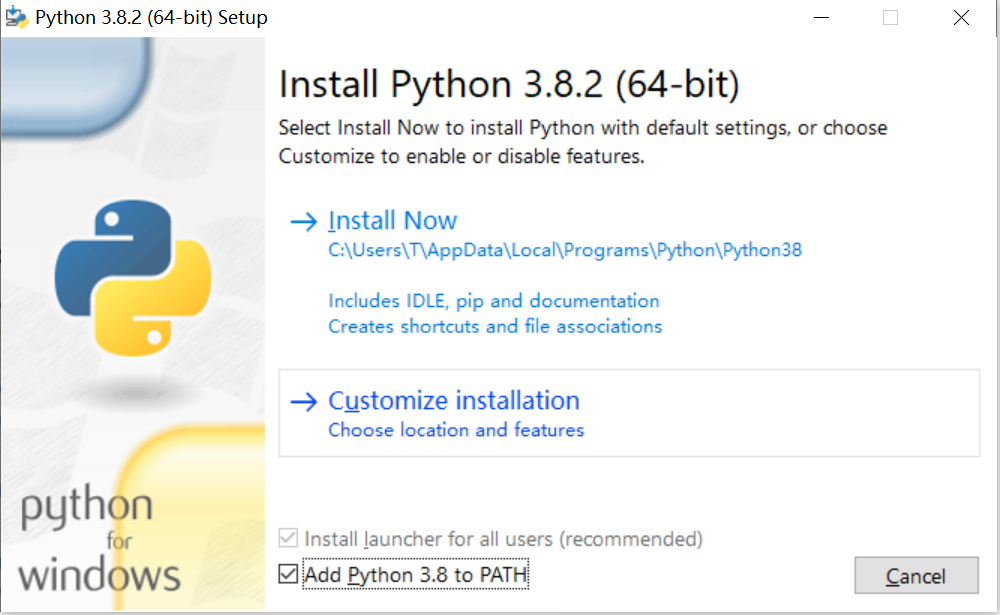 Python 3.8.2 (64-bit) Setup
Install Python 3.8.2 (64-bit)
Select Install Now to install Python with default settings, or choose
Customize to enable or disable features.
Install Now
C:\Users\T\AppData\Local\Programs\Python\Python38
Includes IDLE, pip and documentation
Creates shortcuts and file associations
Customize installation
Choose location and features
python
for
windows
Install launcher for all users (recommended)
Add Python 3.8 to PATH
Cancel